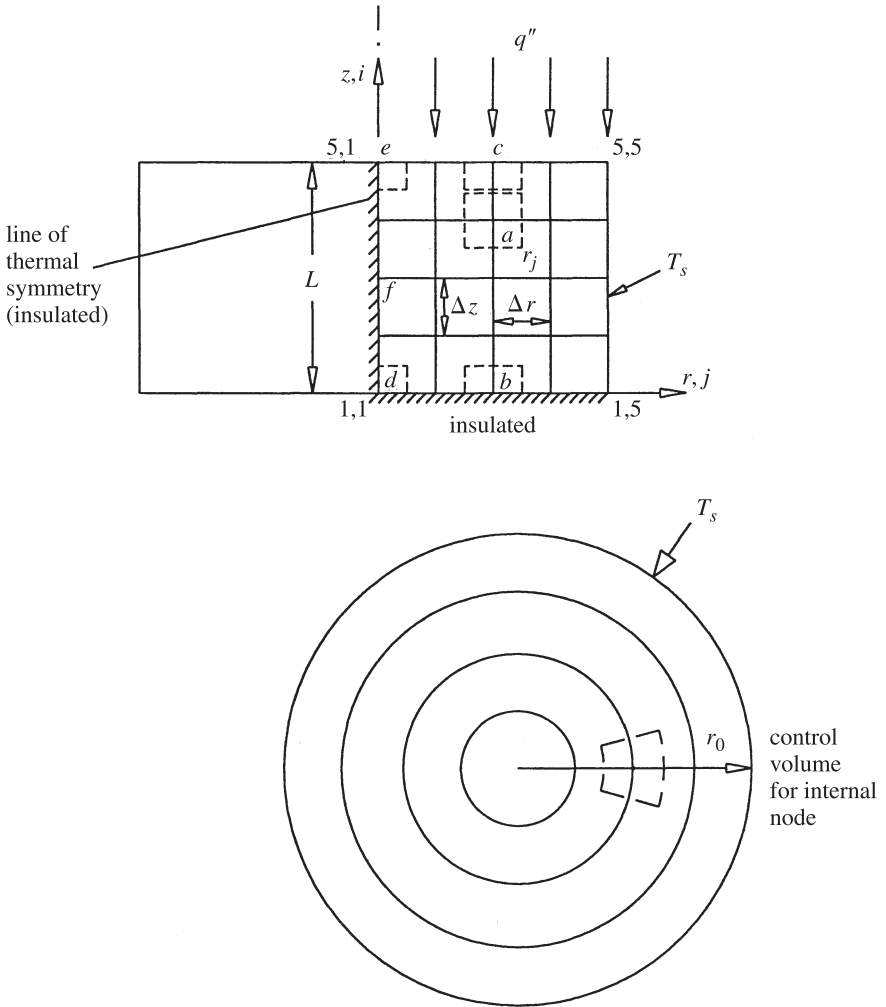 q″
z,i
5,1
e
c
5,5
line of
thermal
symmetry
(insulated)
L
a
r_j
T_s
f
Δz
Δr
d
b
r, j
1,1
insulated
1,5
T_s
r_0
control
volume
for internal
node